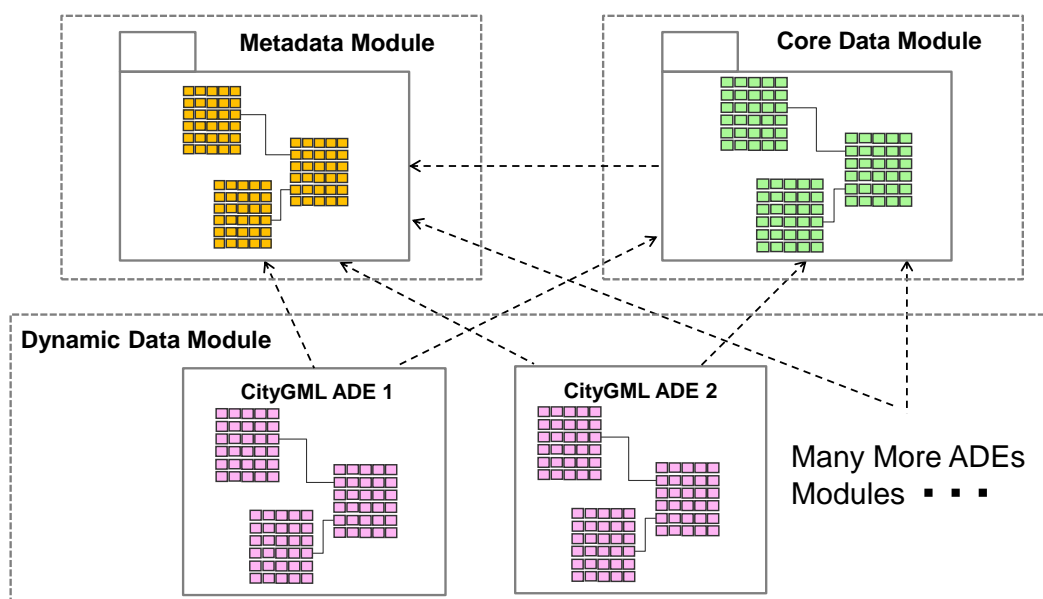 Metadata Module
Core Data Module
Dynamic Data Module
CityGML ADE 1
CityGML ADE 2
Many More ADEs
Modules ▪ ▪ ▪